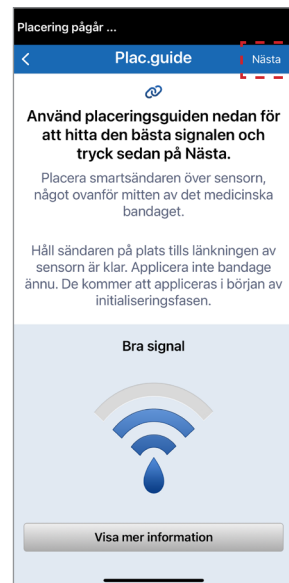 Placering pågår ...
Plac.guide
Nästa
Använd placeringsguiden nedan för
att hitta den bästa signalen och
tryck sedan på Nästa.
Placera smartsändaren över sensorn,
något ovanför mitten av det medicinska
bandaget.
Håll sändaren på plats tills länkningen av
sensorn är klar. Applicera inte bandage
ännu. De kommer att appliceras i början av
initialiseringsfasen.
Bra signal
Visa mer information